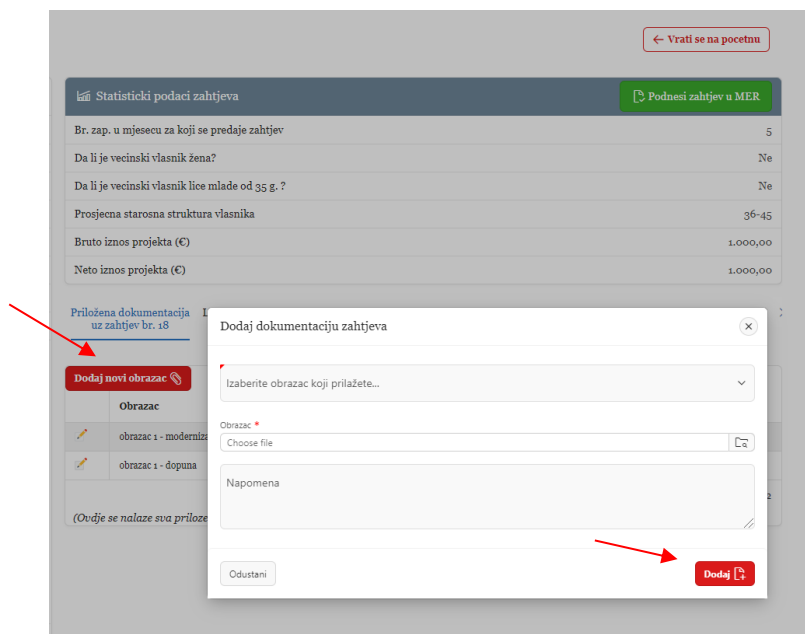 ← Vrati se na pocetnu
Statisticki podaci zahtjeva
Podnesi zahtjev u MER
Br. zap. u mjesecu za koji se predaje zahtjev 5
Da li je vecinski vlasnik žena? Ne
Da li je vecinski vlasnik lice mlađe od 35 g. ? Ne
Prosjecna starosna struktura vlasnika 36-45
Bruto iznos projekta (€) 1.000,00
Neto iznos projekta (€) 1.000,00
Priložena dokumentacija
uz zahtjev br. 18
Dodaj dokumentaciju zahtjeva
Izaberite obrazac koji prilažete...
Dodaj novi obrazac
Obrazac
Obrazac *
Choose file
obrazac 1 - moderniza
obrazac 1 - dopuna
Napomena
2
(Ovdje se nalaze sva priloze
Odustani
Dodaj